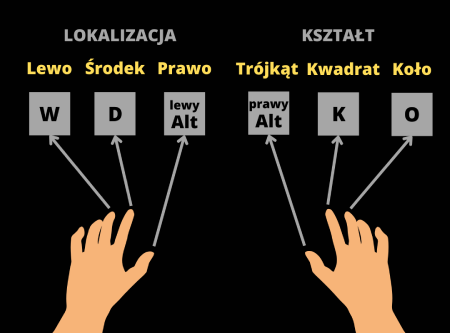 LOKALIZACJA KSZTAŁT
Lewo Środek Prawo Trójkąt Kwadrat Koło
W D lewy Alt prawy Alt K O